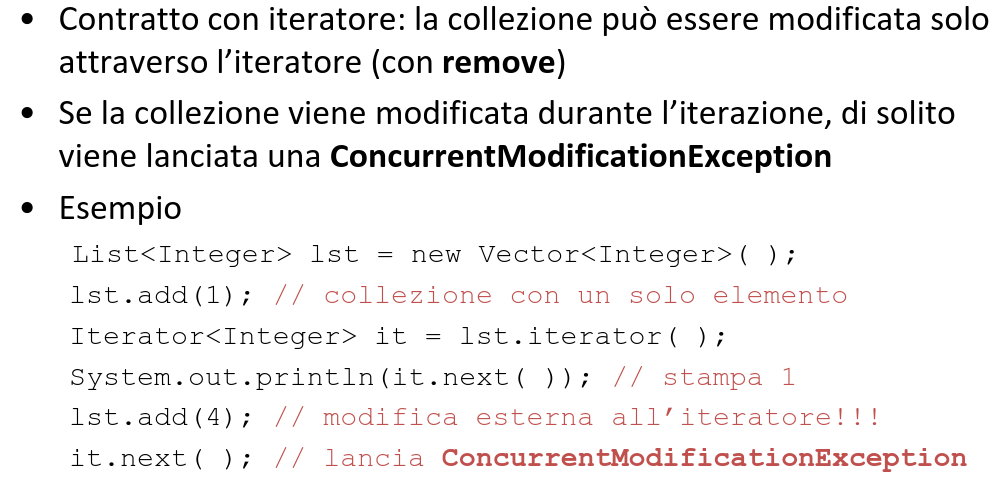 • Contratto con iteratore: la collezione può essere modificata solo
attraverso l’iteratore (con remove)
• Se la collezione viene modificata durante l’iterazione, di solito
viene lanciata una ConcurrentModificationException
• Esempio
List<Integer> lst = new Vector<Integer>( );
lst.add(1); // collezione con un solo elemento
Iterator<Integer> it = lst.iterator( );
System.out.println(it.next( )); // stampa 1
lst.add(4); // modifica esterna all’iteratore!!!
it.next( ); // lancia ConcurrentModificationException